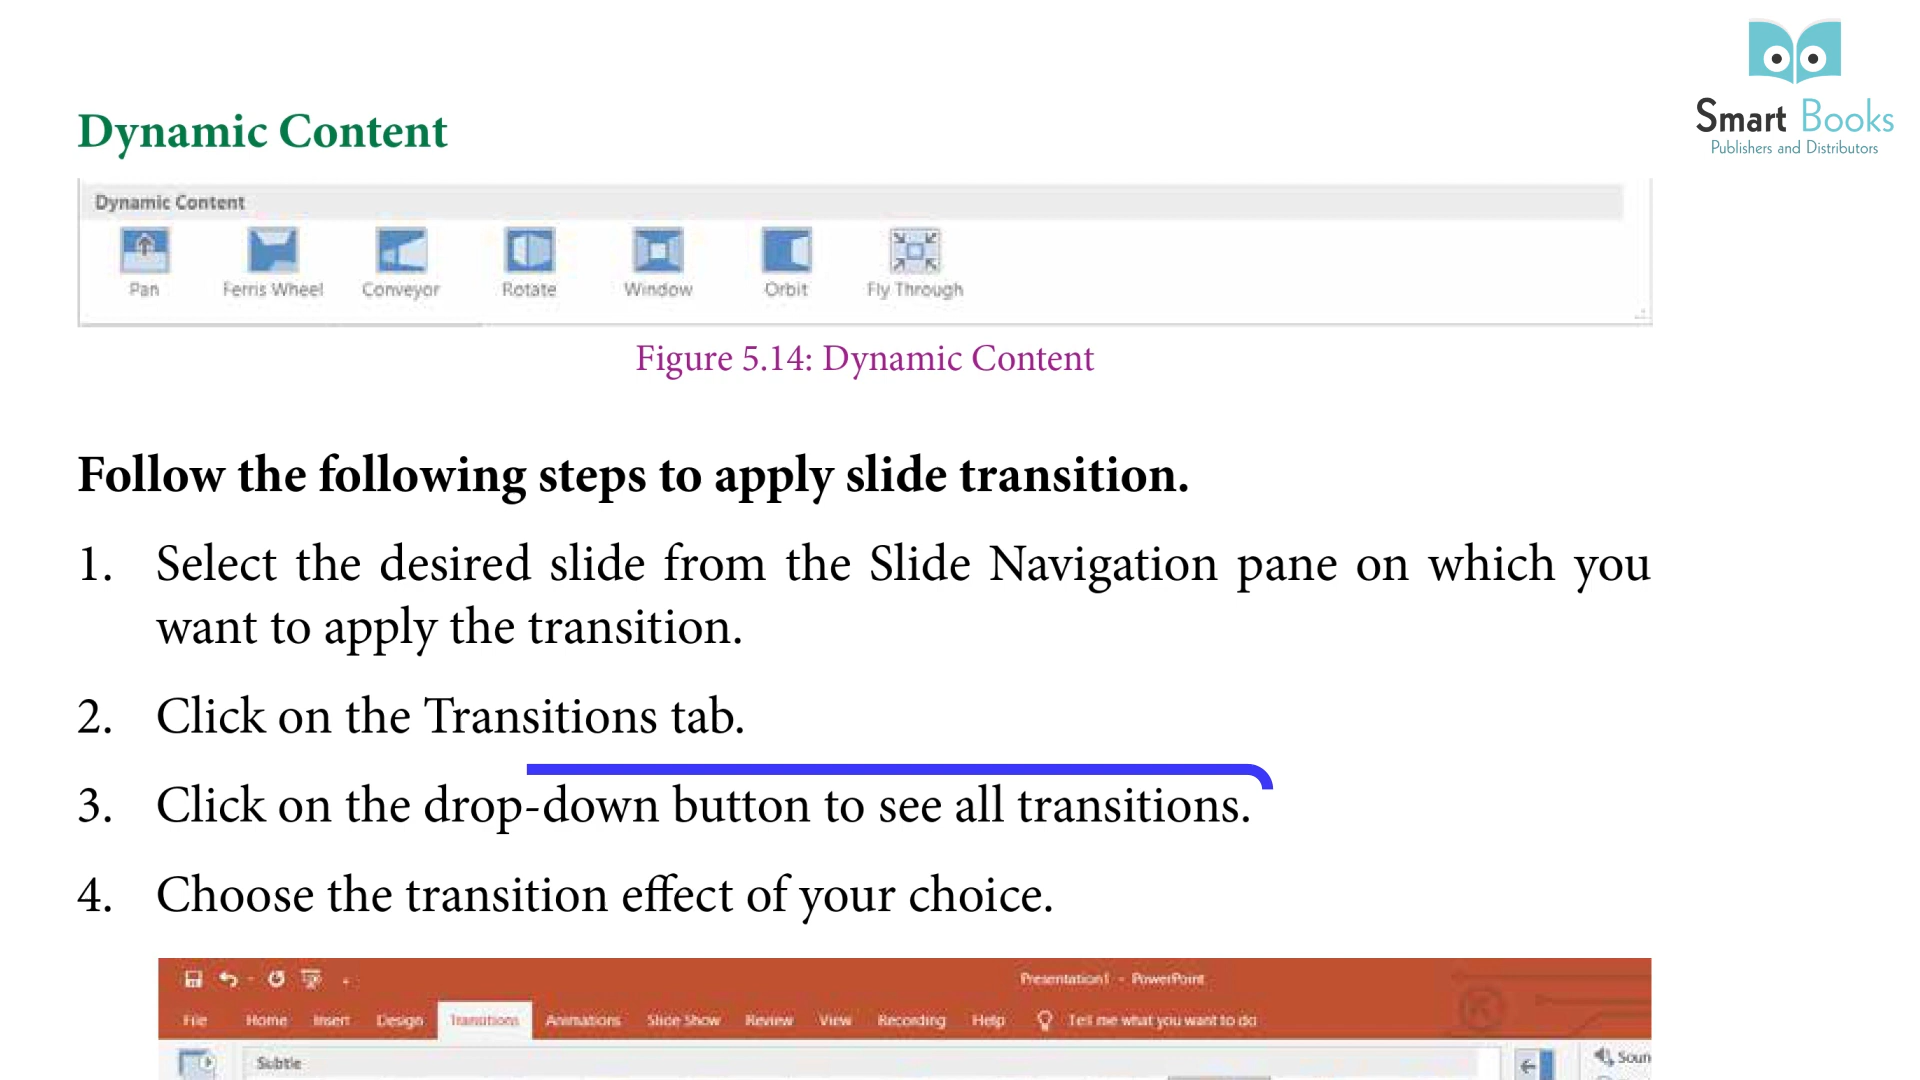 Smart Books
Publishers and Distributors
Dynamic Content
Dynamic Content
Pan Ferris Wheel Conveyor Rotate Window Orbit Fly Through
Figure 5.14: Dynamic Content
Follow the following steps to apply slide transition.
1. Select the desired slide from the Slide Navigation pane on which you
want to apply the transition.
2. Click on the Transitions tab.
3. Click on the drop-down button to see all transitions.
4. Choose the transition effect of your choice.
Presentation1 - PowerPoint
File Home Insert Design Transitions Animations Slide Show Review View Recording Help Tell me what you want to do
Subtle
Soun